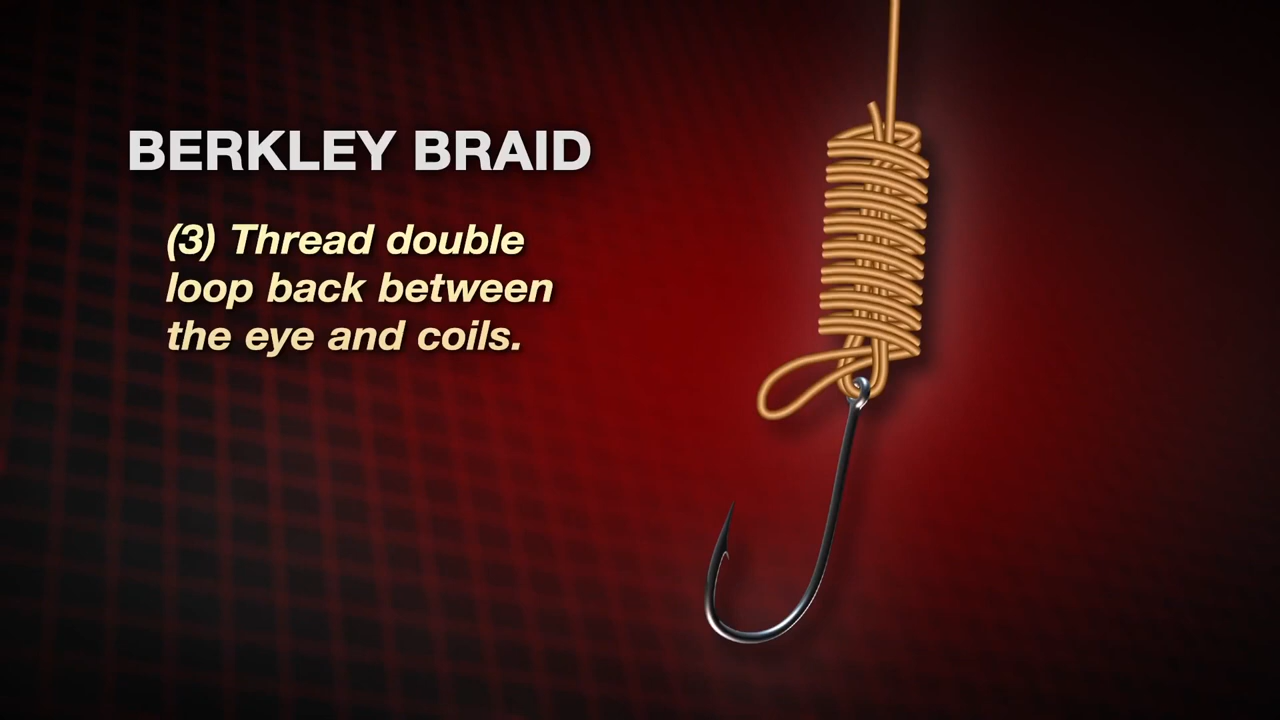 BERKLEY BRAID
(3) Thread double
loop back between
the eye and coils.